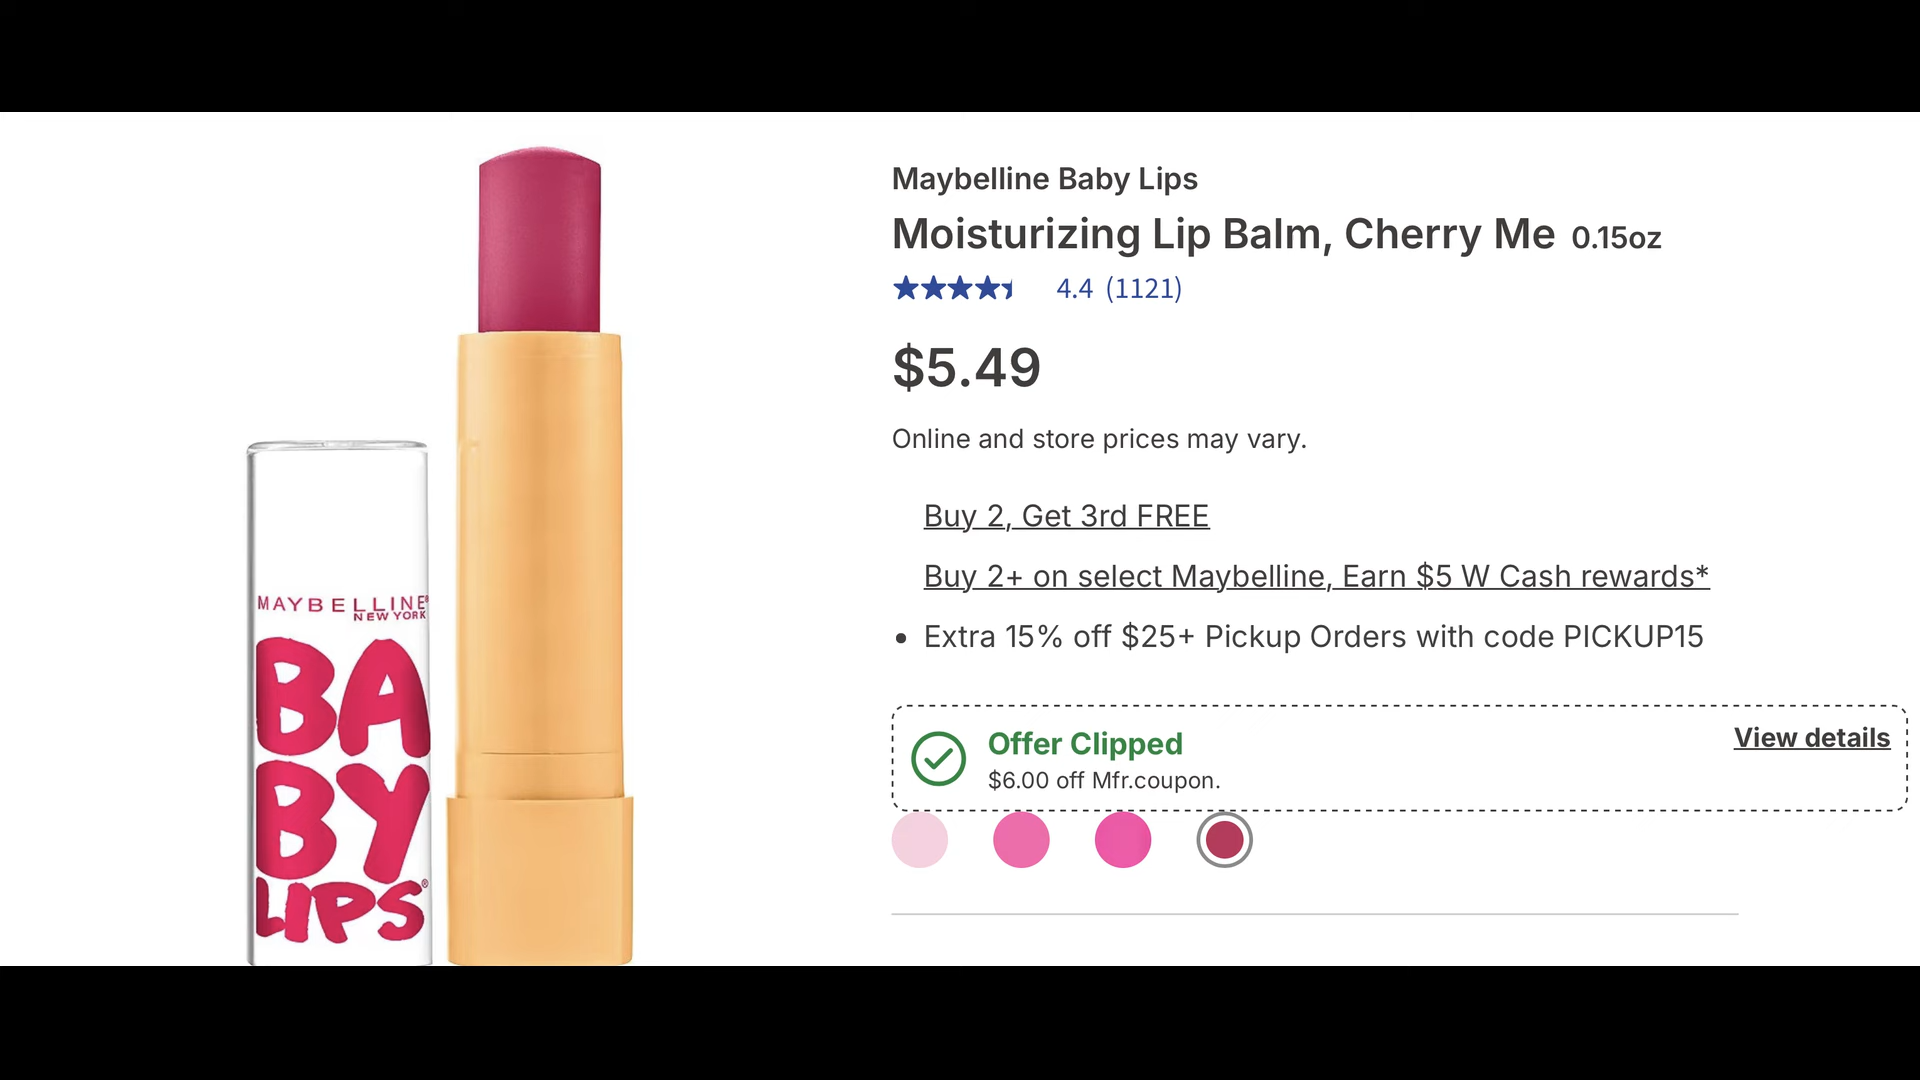 MAYBELLINE®
NEW YORK
BA
BY
LIPS®
Maybelline Baby Lips
Moisturizing Lip Balm, Cherry Me 0.15oz
4.4 (1121)
$5.49
Online and store prices may vary.
Buy 2, Get 3rd FREE
Buy 2+ on select Maybelline, Earn $5 W Cash rewards*
• Extra 15% off $25+ Pickup Orders with code PICKUP15
Offer Clipped
View details
$6.00 off Mfr.coupon.